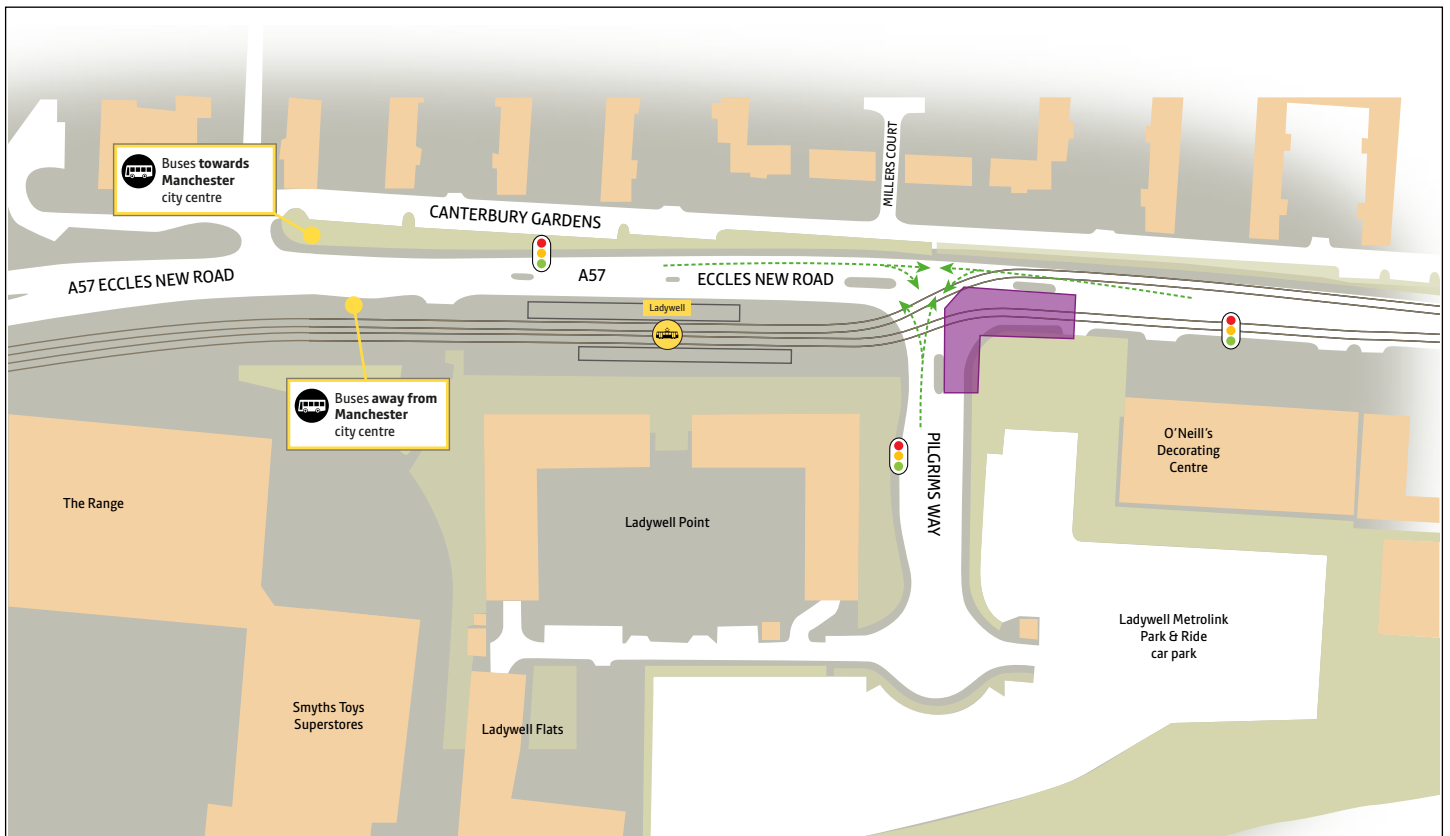 MILLERS COURT
Buses towards
Manchester
city centre
CANTERBURY GARDENS
A57 ECCLES NEW ROAD
A57
ECCLES NEW ROAD
Ladywell
Buses away from
Manchester
city centre
PILGRIMS WAY
O'Neill's
Decorating
Centre
The Range
Ladywell Point
Ladywell Metrolink
Park & Ride
car park
Smyths Toys
Superstores
Ladywell Flats